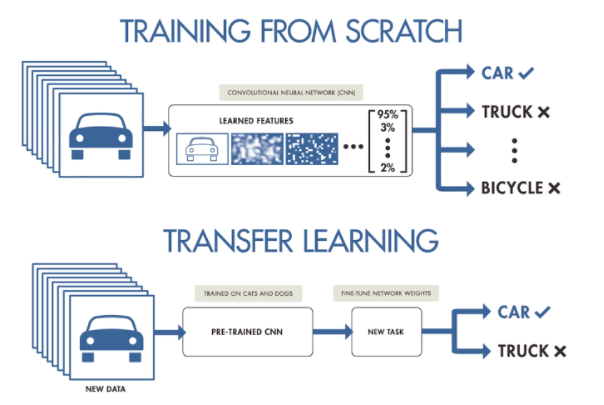 TRAINING FROM SCRATCH
CONVOLUTIONAL NEURAL NETWORK (CNN)
LEARNED FEATURES
95%
3%
2%
CAR ✓
TRUCK ✕
BICYCLE ✕
TRANSFER LEARNING
TRAINED ON CATS AND DOGS
FINE-TUNE NETWORK WEIGHTS
PRE-TRAINED CNN
NEW TASK
CAR ✓
TRUCK ✕
NEW DATA